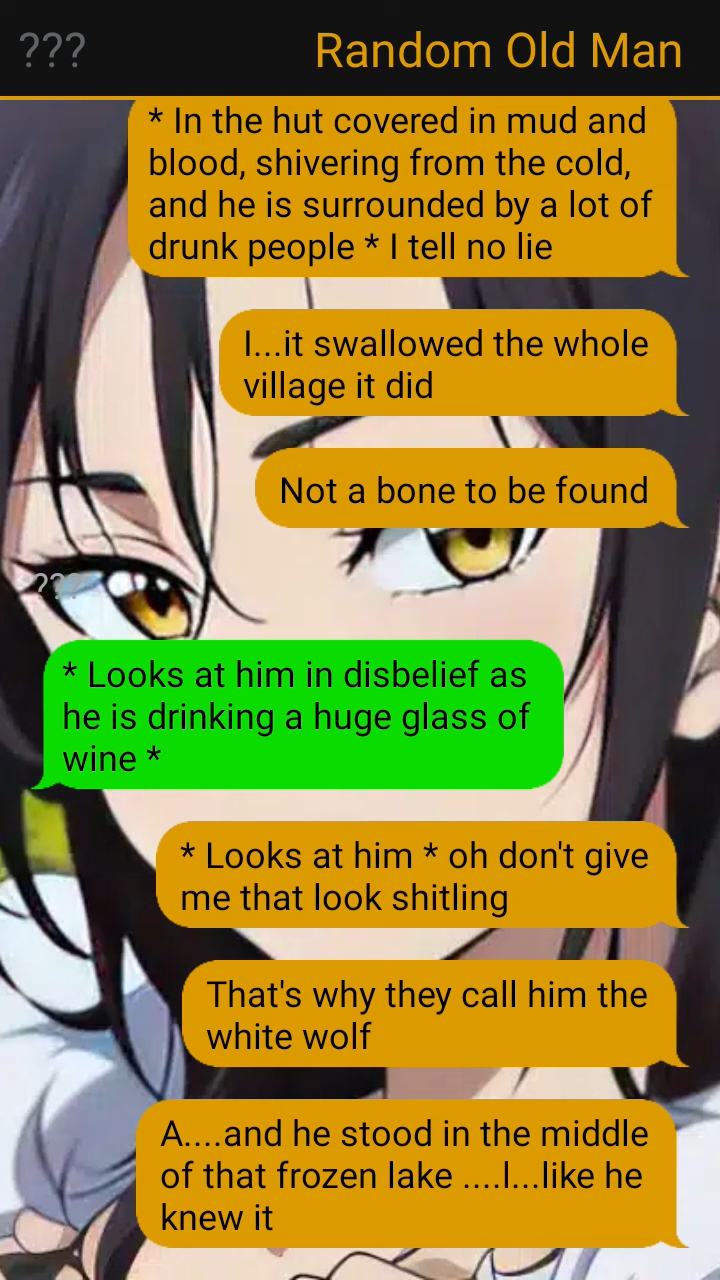 ???
Random Old Man
* In the hut covered in mud and
blood, shivering from the cold,
and he is surrounded by a lot of
drunk people * I tell no lie
I...it swallowed the whole
village it did
Not a bone to be found
???
* Looks at him in disbelief as
he is drinking a huge glass of
wine *
* Looks at him * oh don't give
me that look shitling
That's why they call him the
white wolf
A....and he stood in the middle
of that frozen lake ....l...like he
knew it